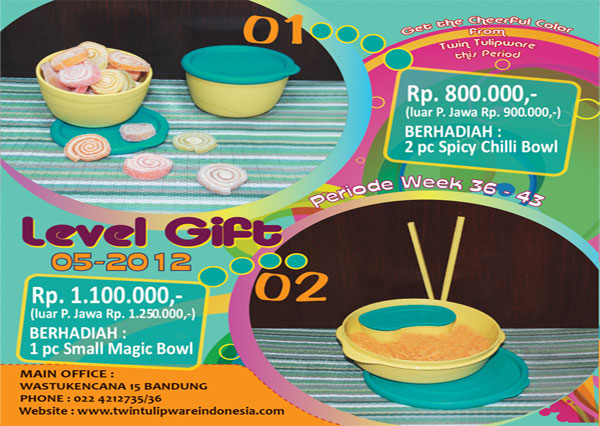 01
Get the Cheerful Color
From
Twin Tulipware
this Period
Rp. 800.000,-
(luar P. Jawa Rp. 900.000,-)
BERHADIAH :
2 pc Spicy Chilli Bowl
Periode Week 36 - 43
Level Gift
05-2012
02
Rp. 1.100.000,-
(luar P. Jawa Rp. 1.250.000,-)
BERHADIAH :
1 pc Small Magic Bowl
MAIN OFFICE :
WASTUKENCANA 15 BANDUNG
PHONE : 022 4212735/36
Website : www.twintulipwareindonesia.com